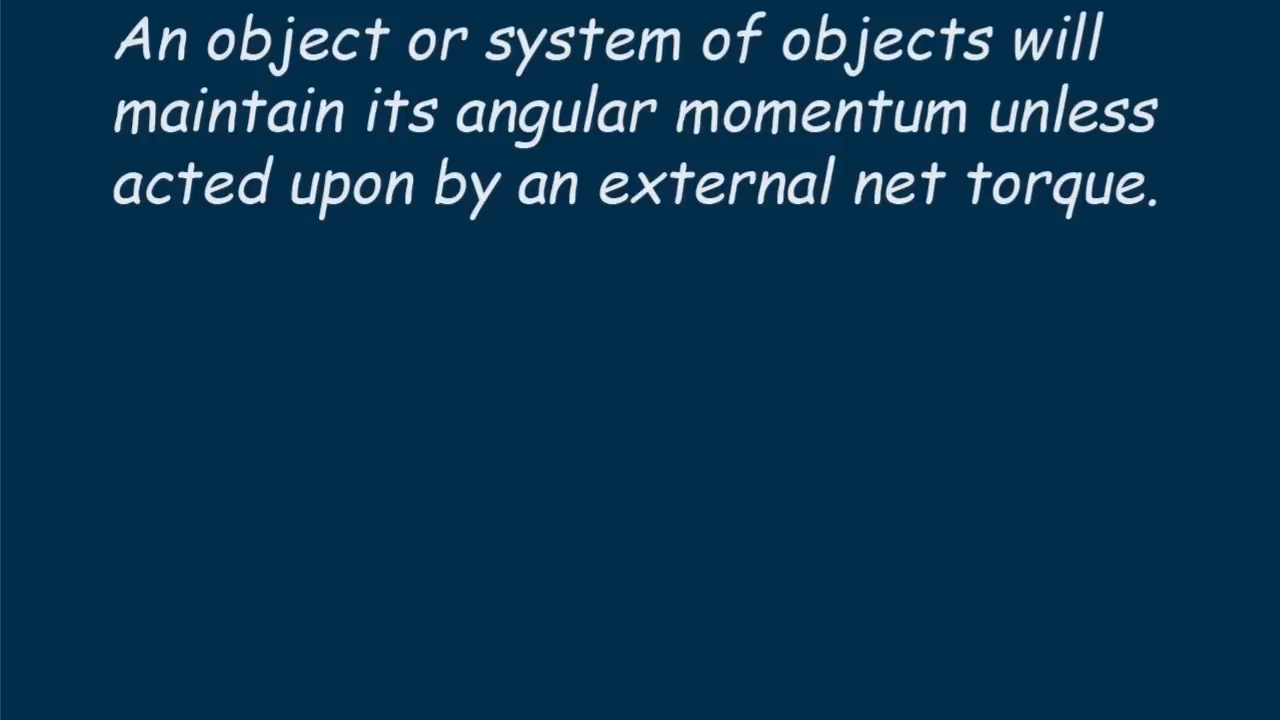 An object or system of objects will
maintain its angular momentum unless
acted upon by an external net torque.